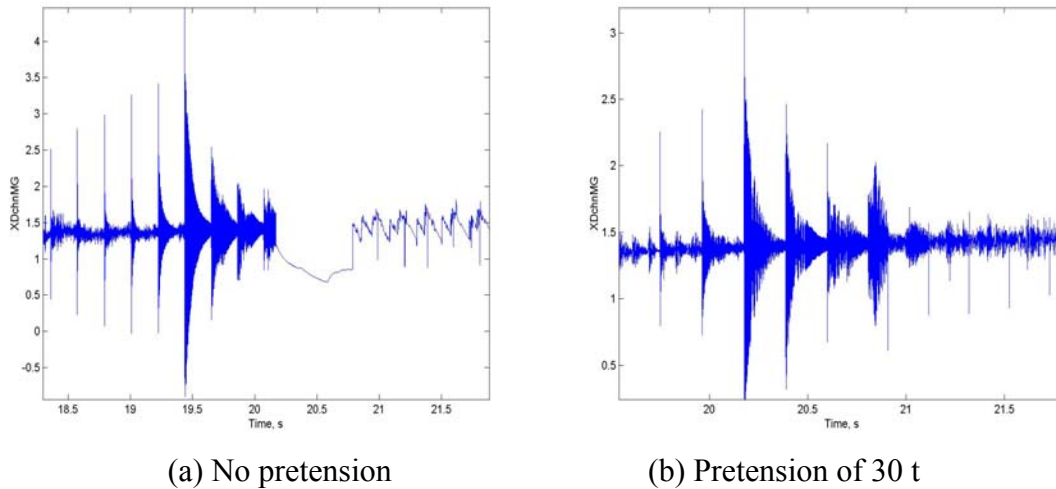 4
3.5
3
2.5
2
1.5
1
0.5
0
-0.5
XDchnMG
18.5 19 19.5 20 20.5 21 21.5
Time, s
(a) No pretension
3
2.5
2
1.5
1
0.5
XDchnMG
20 20.5 21 21.5
Time, s
(b) Pretension of 30 t